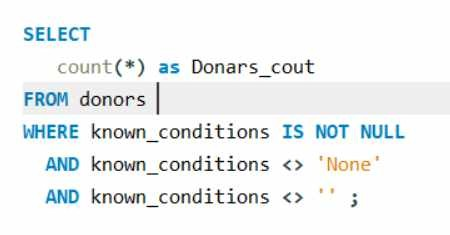 SELECT
count(*) as Donars_cout
FROM donors
WHERE known_conditions IS NOT NULL
AND known_conditions <> 'None'
AND known_conditions <> '' ;